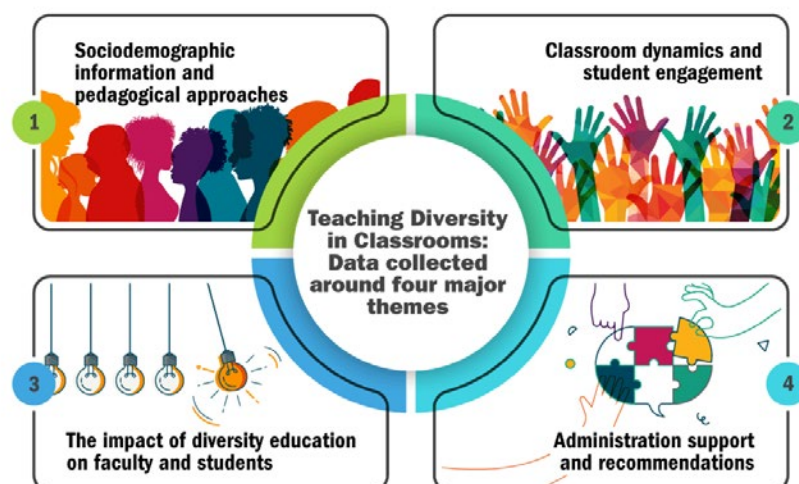 Sociodemographic
information and
pedagogical approaches
1
Classroom dynamics and
student engagement
2
Teaching Diversity
in Classrooms:
Data collected
around four major
themes
3
The impact of diversity education
on faculty and students
4
Administration support
and recommendations